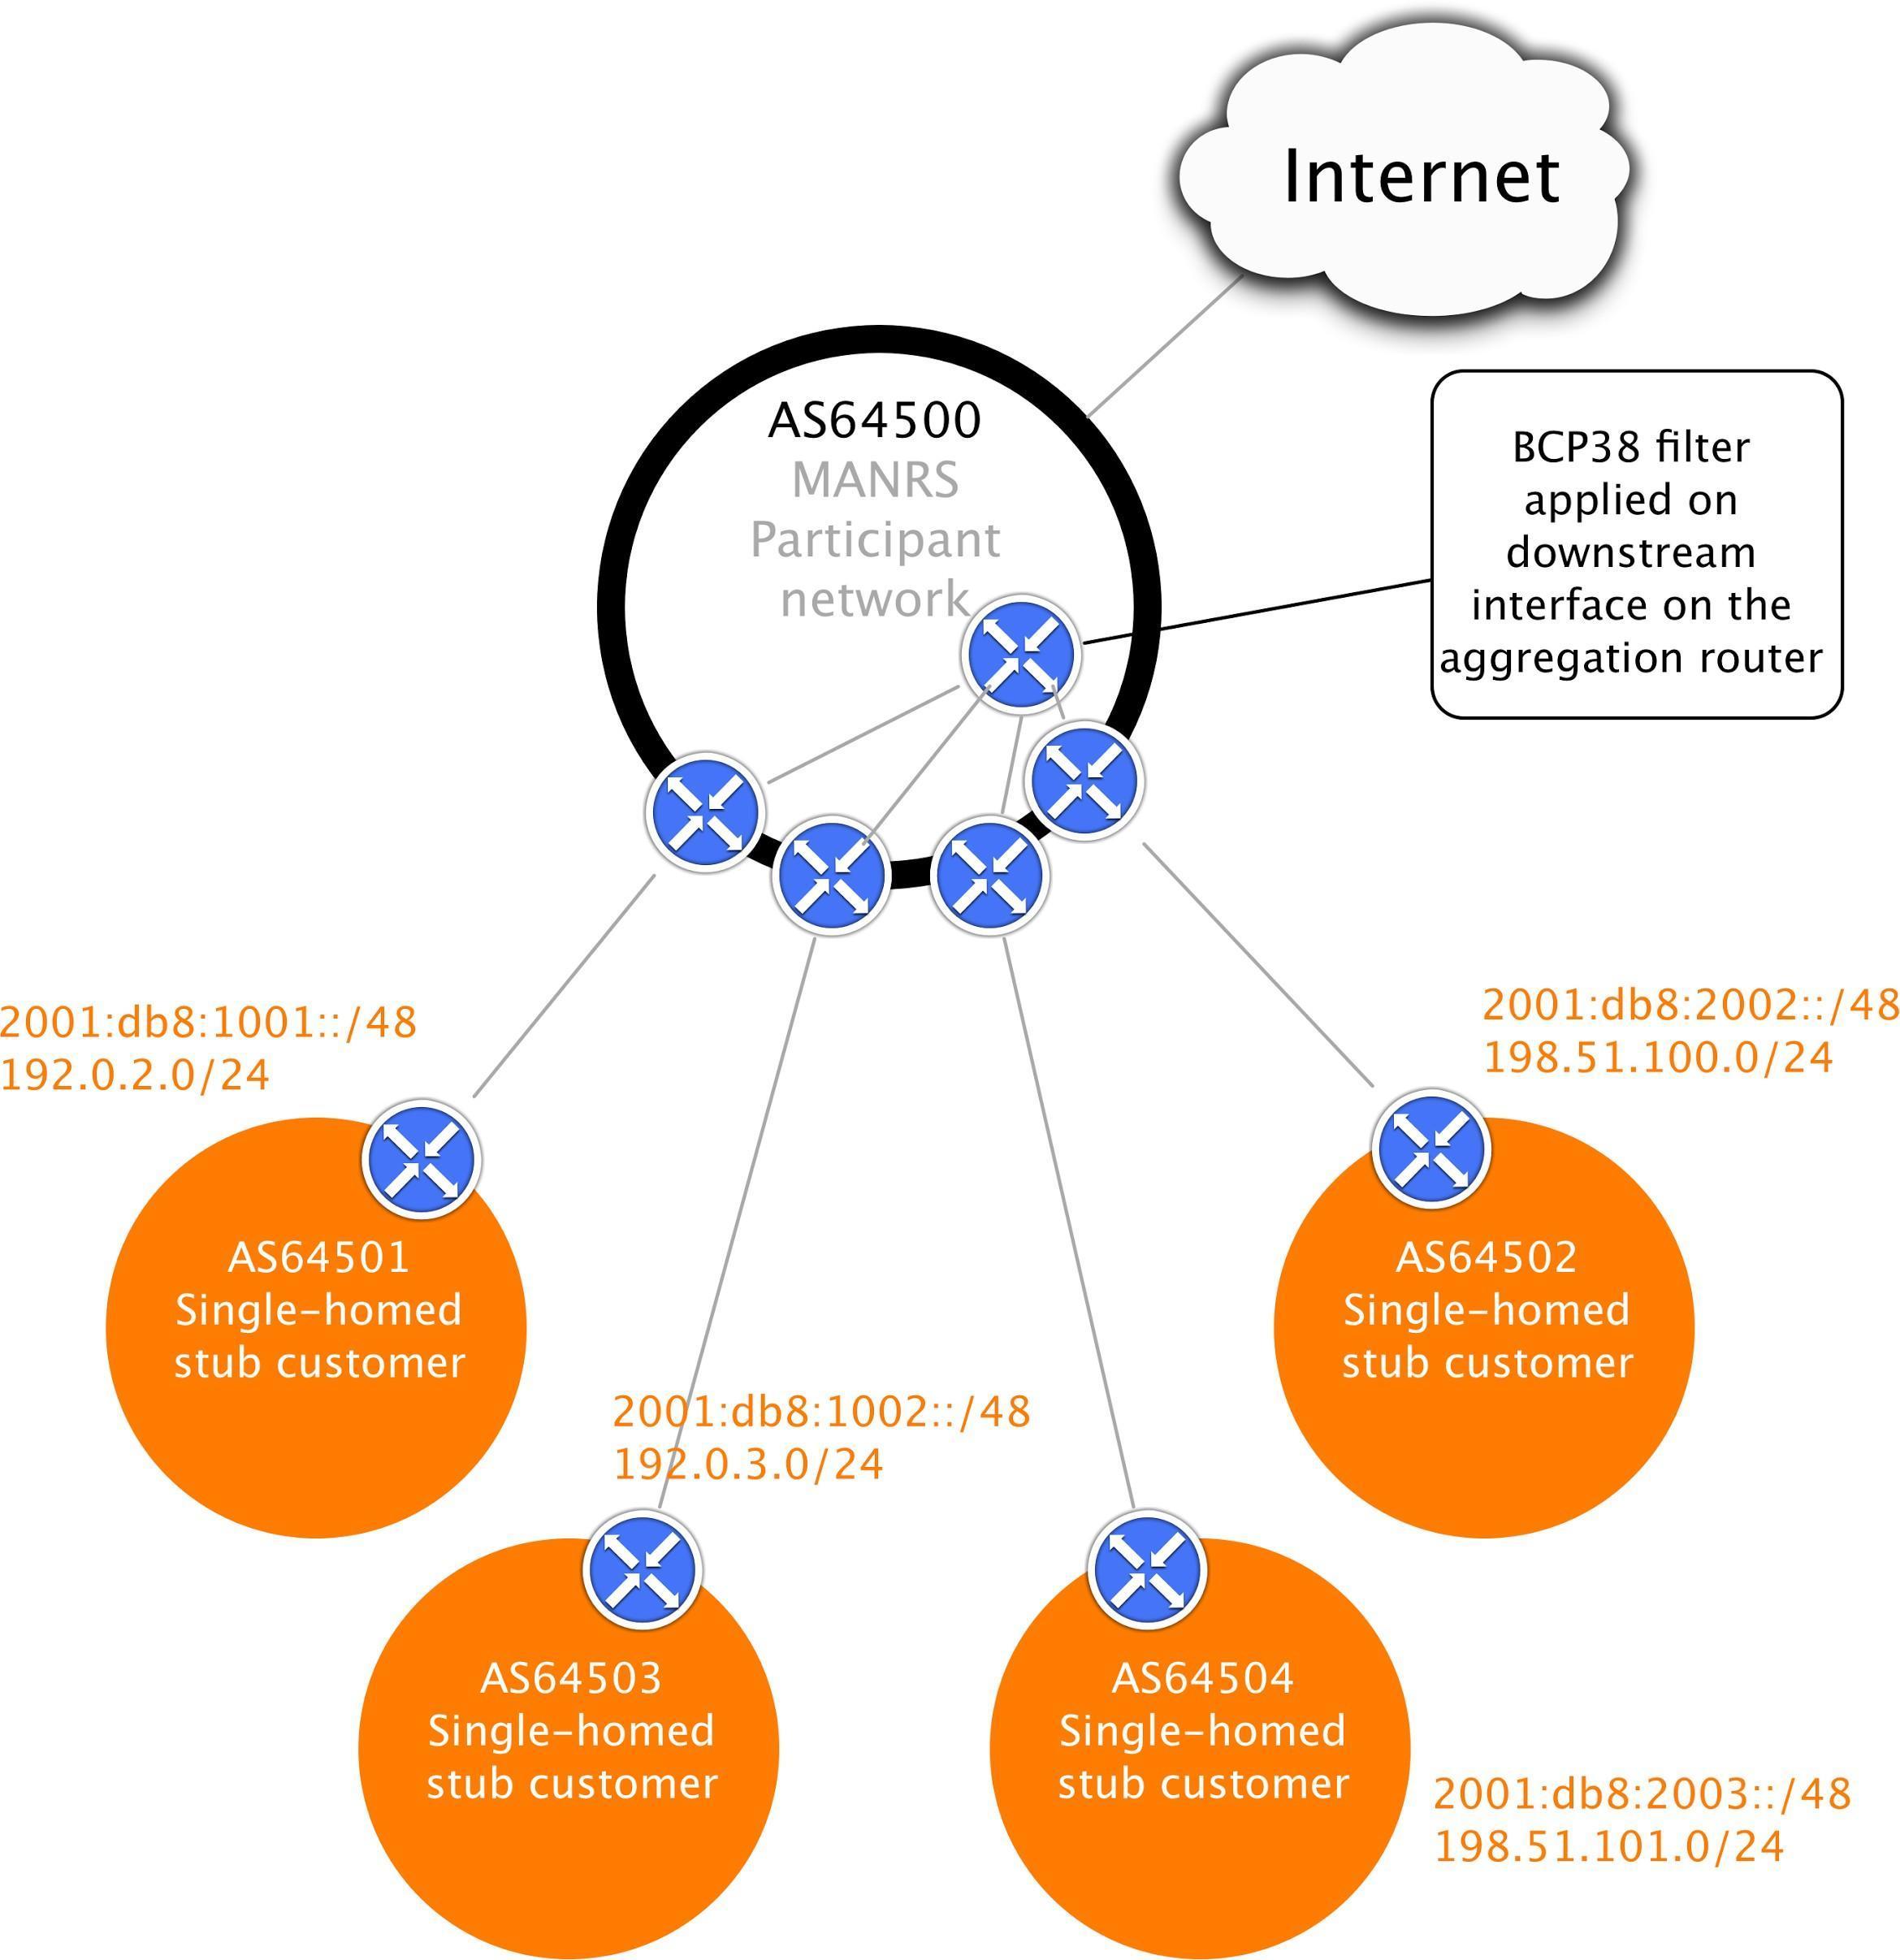 Internet
AS64500
MANRS
Participant
network
BCP38 filter
applied on
downstream
interface on the
aggregation router
2001:db8:1001::/48
192.0.2.0/24
2001:db8:2002::/48
198.51.100.0/24
AS64501
Single-homed
stub customer
AS64502
Single-homed
stub customer
2001:db8:1002::/48
192.0.3.0/24
AS64503
Single-homed
stub customer
AS64504
Single-homed
stub customer
2001:db8:2003::/48
198.51.101.0/24